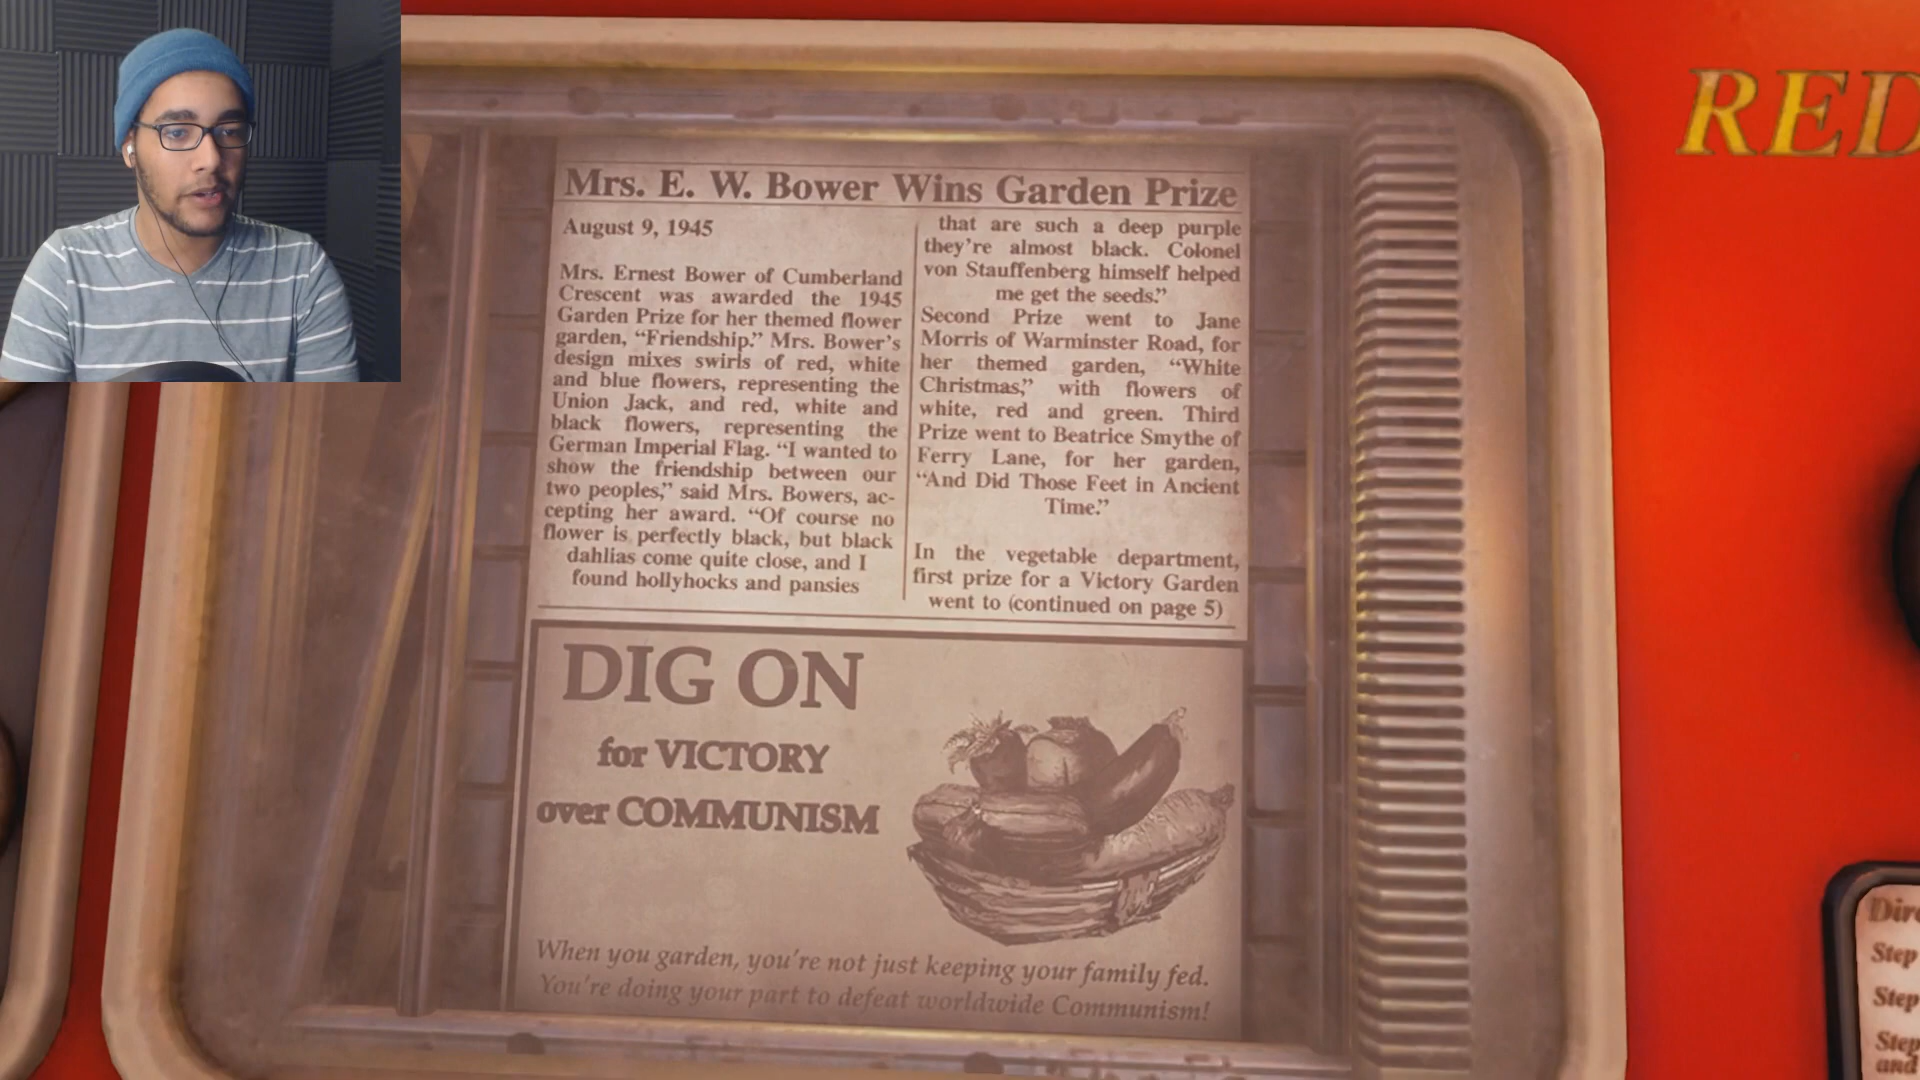 RED
Mrs. E. W. Bower Wins Garden Prize
August 9, 1945
Mrs. Ernest Bower of Cumberland
Crescent was awarded the 1945
Garden Prize for her themed flower
garden, “Friendship.” Mrs. Bower’s
design mixes swirls of red, white
and blue flowers, representing the
Union Jack, and red, white and
black flowers, representing the
German Imperial Flag. “I wanted to
show the friendship between our
two peoples,” said Mrs. Bowers, ac-
cepting her award. “Of course no
flower is perfectly black, but black
dahlias come quite close, and I
found hollyhocks and pansies
that are such a deep purple
they’re almost black. Colonel
von Stauffenberg himself helped
me get the seeds.”
Second Prize went to Jane
Morris of Warminster Road, for
her themed garden, “White
Christmas,” with flowers of
white, red and green. Third
Prize went to Beatrice Smythe of
Ferry Lane, for her garden,
“And Did Those Feet in Ancient
Time.”
In the vegetable department,
first prize for a Victory Garden
went to (continued on page 5)
DIG ON
for VICTORY
over COMMUNISM
When you garden, you’re not just keeping your family fed.
You’re doing your part to defeat worldwide Communism!
Step
Step
Step
and